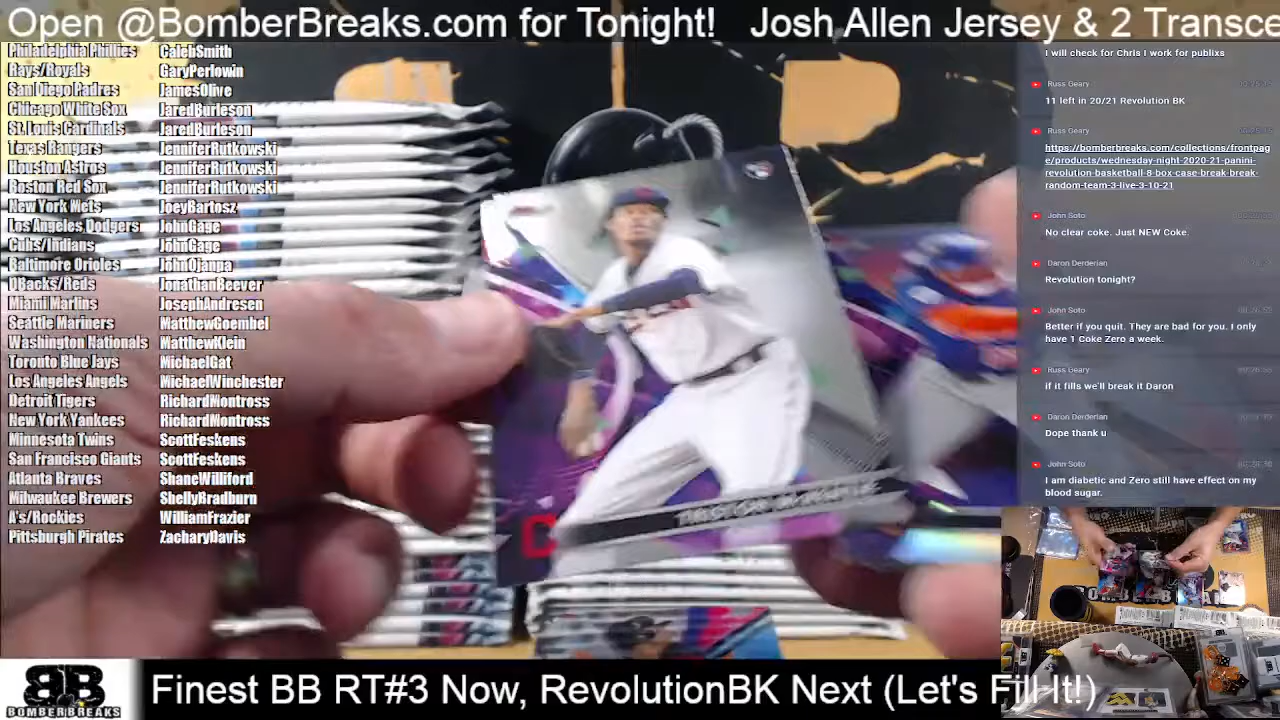 Open @BomberBreaks.com for Tonight! Josh Allen Jersey & 2 Transce
Philadelphia Phillies CalebSmith
Rays/Royals GaryPerlowin
San Diego Padres JamesOlive
Chicago White Sox JaredBurleson
St. Louis Cardinals JaredBurleson
Texas Rangers JenniferRutkowski
Houston Astros JenniferRutkowski
Boston Red Sox JenniferRutkowski
New York Mets JoeyBartosz
Los Angeles Dodgers JohnGage
Cubs/Indians JohnGage
Baltimore Orioles JohnOjanpa
DBacks/Reds JonathanBeever
Miami Marlins JosephAndresen
Seattle Mariners MatthewGoembel
Washington Nationals MatthewKlein
Toronto Blue Jays MichaelGat
Los Angeles Angels MichaelWinchester
Detroit Tigers RichardMontross
New York Yankees RichardMontross
Minnesota Twins ScottFeskens
San Francisco Giants ScottFeskens
Atlanta Braves ShaneWilliford
Milwaukee Brewers ShellyBradburn
A's/Rockies WilliamFrazier
Pittsburgh Pirates ZacharyDavis
I will check for Chris I work for publixs
Russ Geary
11 left in 20/21 Revolution BK
Russ Geary
https://bomberbreaks.com/collections/frontpag
e/products/wednesday-night-2020-21-panini-
revolution-basketball-8-box-case-break-break-
random-team-3-live-3-10-21
John Soto
No clear coke. Just NEW Coke.
Daron Derderian
Revolution tonight?
John Soto
Better if you quit. They are bad for you. I only
have 1 Coke Zero a week.
Russ Geary
if it fills we'll break it Daron
Daron Derderian
Dope thank u
John Soto
I am diabetic and Zero still have effect on my
blood sugar.
BB
BOMBERBREAKS
Finest BB RT#3 Now, RevolutionBK Next (Let's Fill It!)